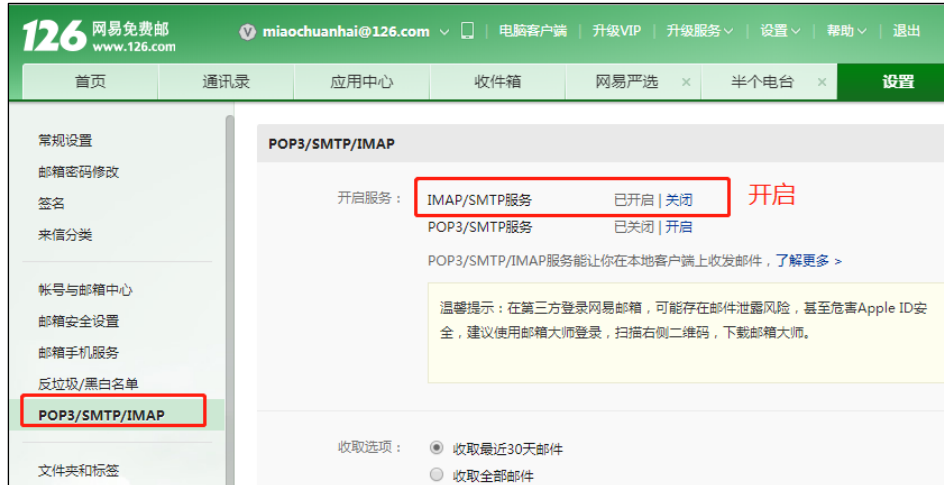 126 网易免费邮
www.126.com
miaochuanhai@126.com | 电脑客户端 | 升级VIP | 升级服务 | 设置 | 帮助 | 退出
首页 通讯录 应用中心 收件箱 网易严选 × 半个电台 × 设置
常规设置
邮箱密码修改
签名
来信分类
帐号与邮箱中心
邮箱安全设置
邮箱手机服务
反垃圾/黑白名单
POP3/SMTP/IMAP
文件夹和标签
POP3/SMTP/IMAP
开启服务： IMAP/SMTP服务 已开启 | 关闭 开启
POP3/SMTP服务 已关闭 | 开启
POP3/SMTP/IMAP服务能让你在本地客户端上收发邮件，了解更多 >
温馨提示：在第三方登录网易邮箱，可能存在邮件泄露风险，甚至危害Apple ID安
全，建议使用邮箱大师登录，扫描右侧二维码，下载邮箱大师。
收取选项： 收取最近30天邮件
收取全部邮件